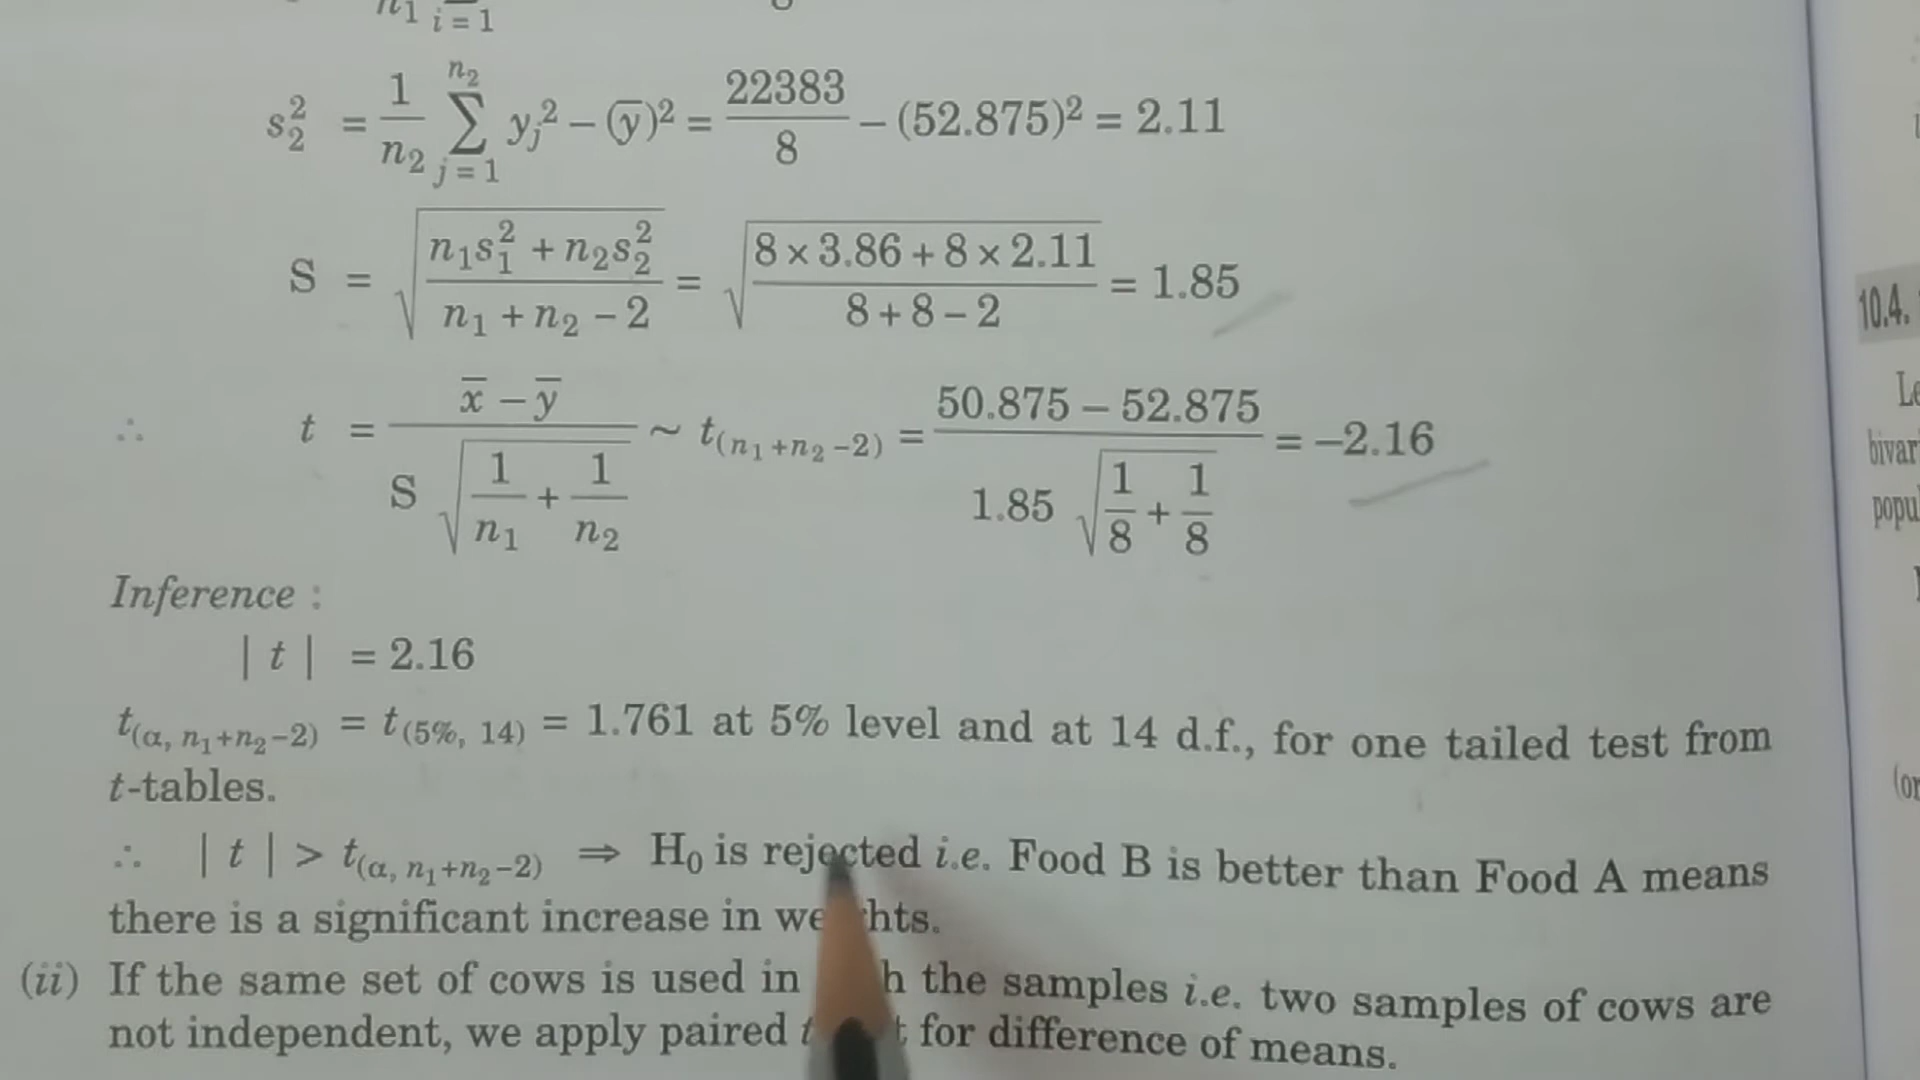 n₁ i = 1
s₂² = 1/n₂ ∑_{j = 1}^{n₂} yⱼ² – (ȳ)² = 22383/8 – (52.875)² = 2.11
S = √((n₁s₁² + n₂s₂²)/(n₁ + n₂ – 2)) = √((8 × 3.86 + 8 × 2.11)/(8 + 8 – 2)) = 1.85
∴ t = (x̄ – ȳ)/(S √(1/n₁ + 1/n₂)) ~ t(n₁ + n₂ – 2) = (50.875 – 52.875)/(1.85 √(1/8 + 1/8)) = –2.16
Inference :
| t | = 2.16
t(α, n₁+n₂–2) = t(5%, 14) = 1.761 at 5% level and at 14 d.f., for one tailed test from
t-tables.
∴ | t | > t(α, n₁+n₂–2) ⇒ H₀ is rejected i.e. Food B is better than Food A means
there is a significant increase in
(ii) If the same set of cows is used in the samples i.e. two samples of cows are
not independent, we apply paired for difference of means.
10.4.
bivar
popu
(or